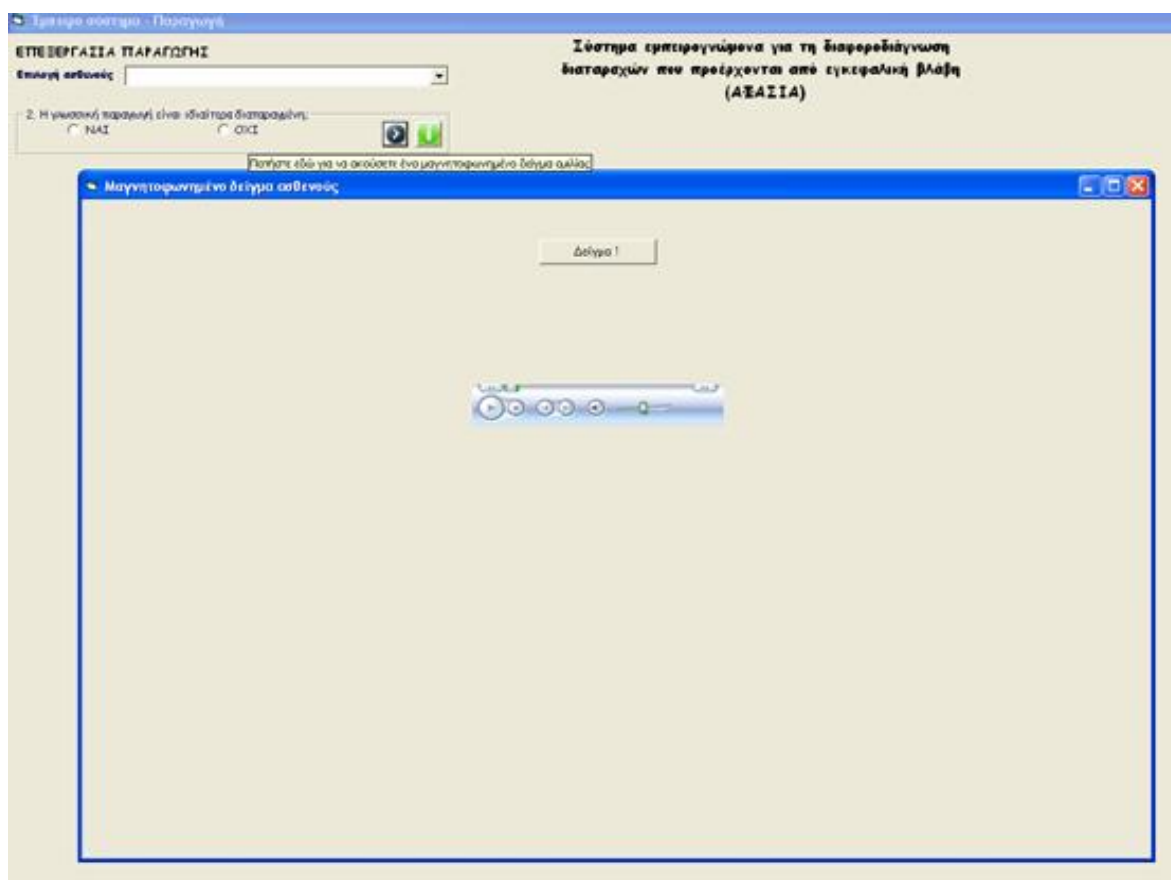 Έμπειρο σύστημα - Παραγωγή
ΕΠΕΞΕΡΓΑΣΙΑ ΠΑΡΑΓΩΓΗΣ
Επιλογή ασθενούς
Σύστημα εμπειρογνώμονα για τη διαφοροδιάγνωση
διαταραχών που προέρχονται από εγκεφαλική βλάβη
(ΑΦΑΣΙΑ)
2. Η γλωσσική παραγωγή είναι ιδιαίτερα διαταραγμένη;
ΝΑΙ ΟΧΙ
Πατήστε εδώ για να ακούσετε ένα μαγνητοφωνημένο δείγμα ομιλίας
Μαγνητοφωνημένο δείγμα ασθενούς
Δείγμα 1